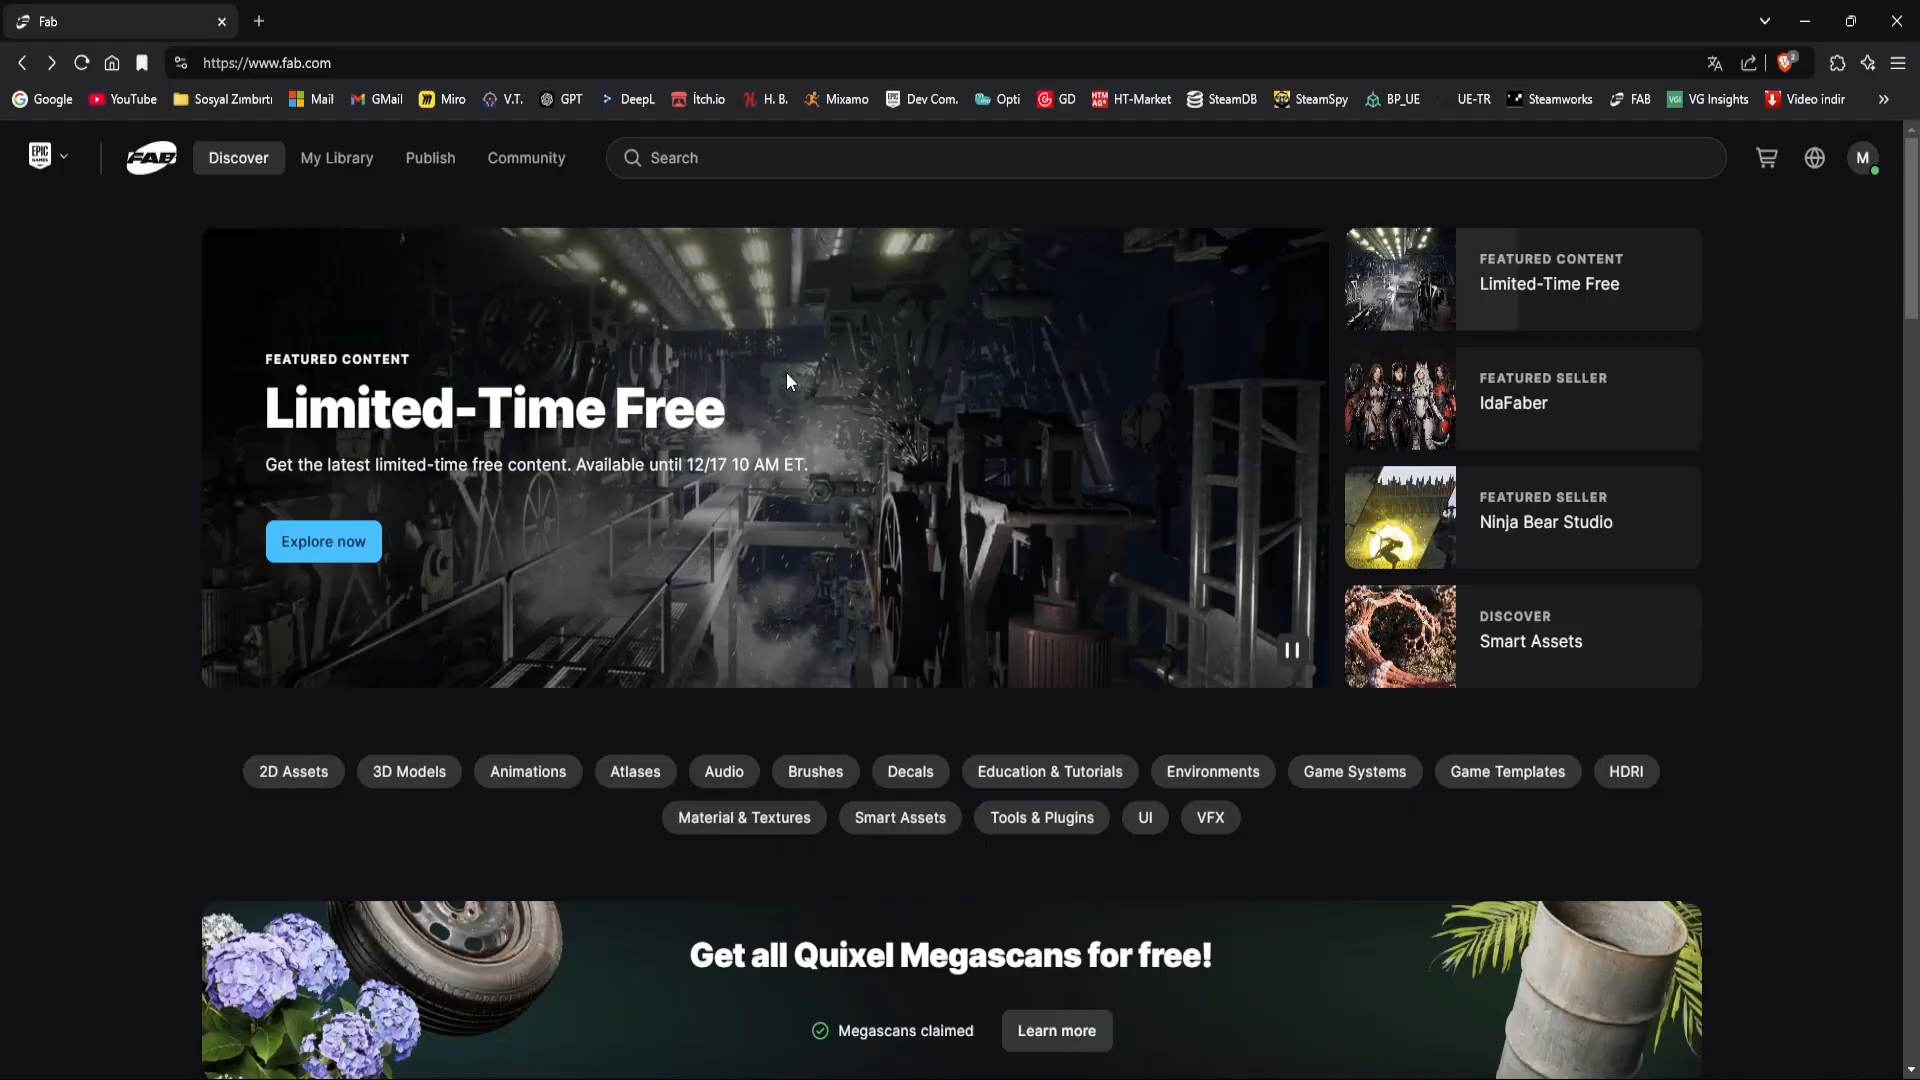 Fab
https://www.fab.com
2
Google YouTube Sosyal Zımbırtı Mail GMail Miro V.T. GPT DeepL İtch.io H. B. Mixamo Dev Com. Opti GD HT-Market SteamDB SteamSpy BP_UE UE-TR Steamworks FAB VG Insights Video indir »
EPIC GAMES FAB Discover My Library Publish Community Search M
FEATURED CONTENT
Limited-Time Free
Get the latest limited-time free content. Available until 12/17 10 AM ET.
Explore now
FEATURED CONTENT
Limited-Time Free
FEATURED SELLER
IdaFaber
FEATURED SELLER
Ninja Bear Studio
DISCOVER
Smart Assets
2D Assets 3D Models Animations Atlases Audio Brushes Decals Education & Tutorials Environments Game Systems Game Templates HDRI
Material & Textures Smart Assets Tools & Plugins UI VFX
Get all Quixel Megascans for free!
Megascans claimed Learn more